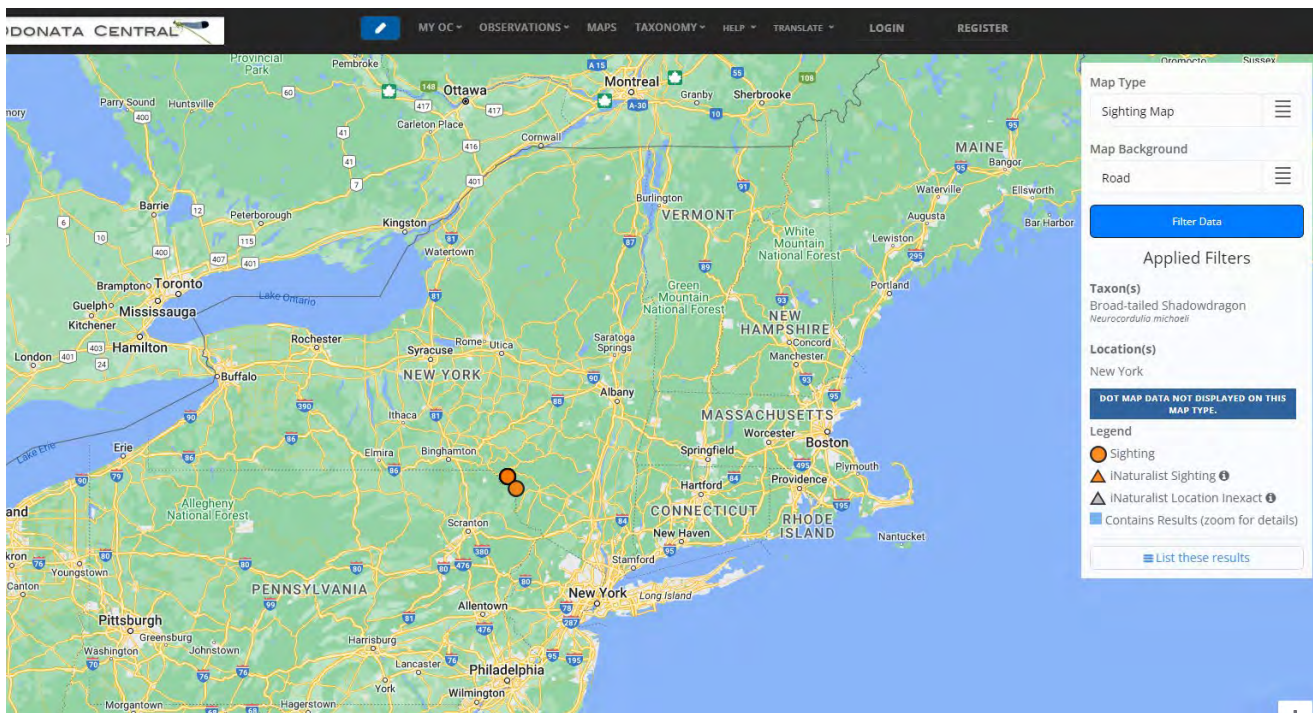 ODONATA CENTRAL
MY OC OBSERVATIONS MAPS TAXONOMY HELP TRANSLATE LOGIN REGISTER
Map Type
Sighting Map
Map Background
Road
Filter Data
Applied Filters
Taxon(s)
Broad-tailed Shadowdragon
Neurocordulia michaeli
Location(s)
New York
DOT MAP DATA NOT DISPLAYED ON THIS
MAP TYPE.
Legend
Sighting
iNaturalist Sighting
iNaturalist Location Inexact
Contains Results (zoom for details)
List these results
Provincial
Park
Pembroke
Montreal
Granby
Sherbrooke
Ottawa
Carleton Place
Cornwall
Parry Sound
Huntsville
MAINE
Bangor
Waterville
Ellsworth
Augusta
Bar Harbor
Lewiston
Portland
Burlington
VERMONT
White
Mountain
National Forest
Barrie
Peterborough
Kingston
Watertown
Brampton
Toronto
Lake Ontario
Guelph
Mississauga
Kitchener
Hamilton
London
Green
Mountain
National Forest
NEW
HAMPSHIRE
Concord
Manchester
Rochester
Syracuse
Rome
Utica
Saratoga
Springs
Buffalo
NEW YORK
Albany
Ithaca
MASSACHUSETTS
Worcester
Boston
Springfield
Plymouth
Providence
Hartford
CONNECTICUT
RHODE
ISLAND
New Haven
Nantucket
Erie
Lake Erie
Elmira
Binghamton
Allegheny
National Forest
Scranton
Stamford
New York
Long Island
Youngstown
Canton
PENNSYLVANIA
Allentown
Pittsburgh
Greensburg
Washington
Johnstown
Harrisburg
Lancaster
York
Philadelphia
Wilmington
Morgantown
Hagerstown